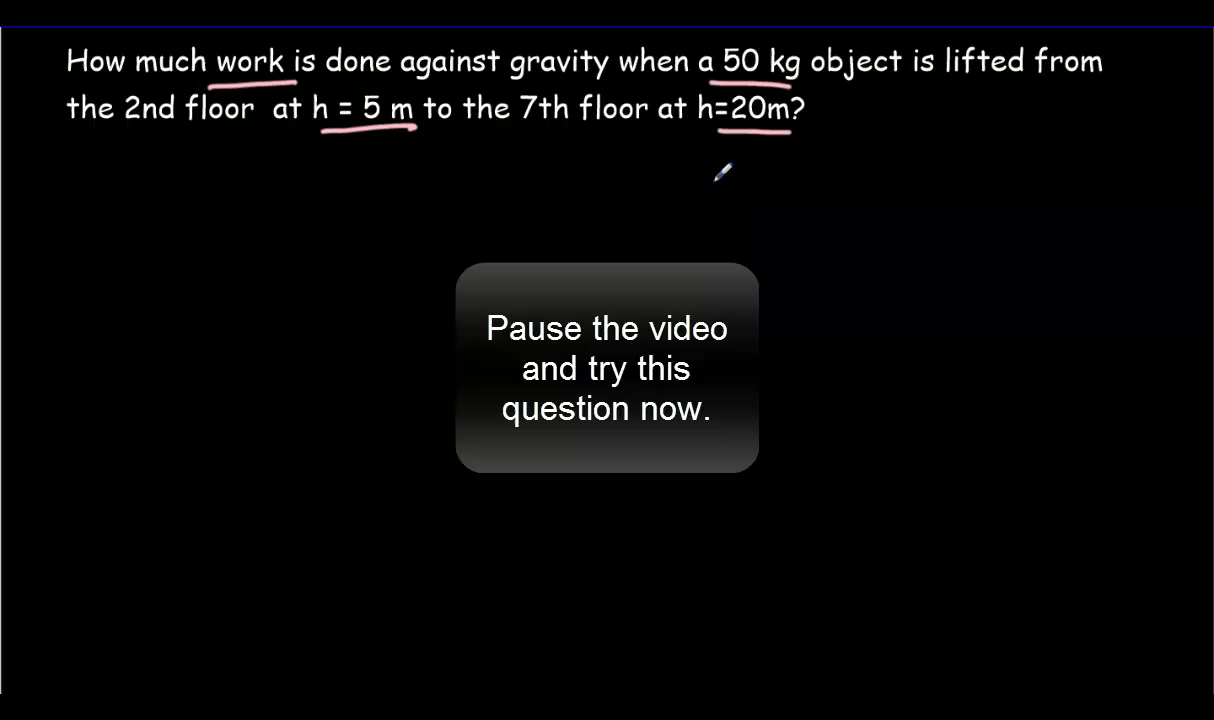 How much work is done against gravity when a 50 kg object is lifted from
the 2nd floor at h = 5 m to the 7th floor at h=20m?
Pause the video
and try this
question now.